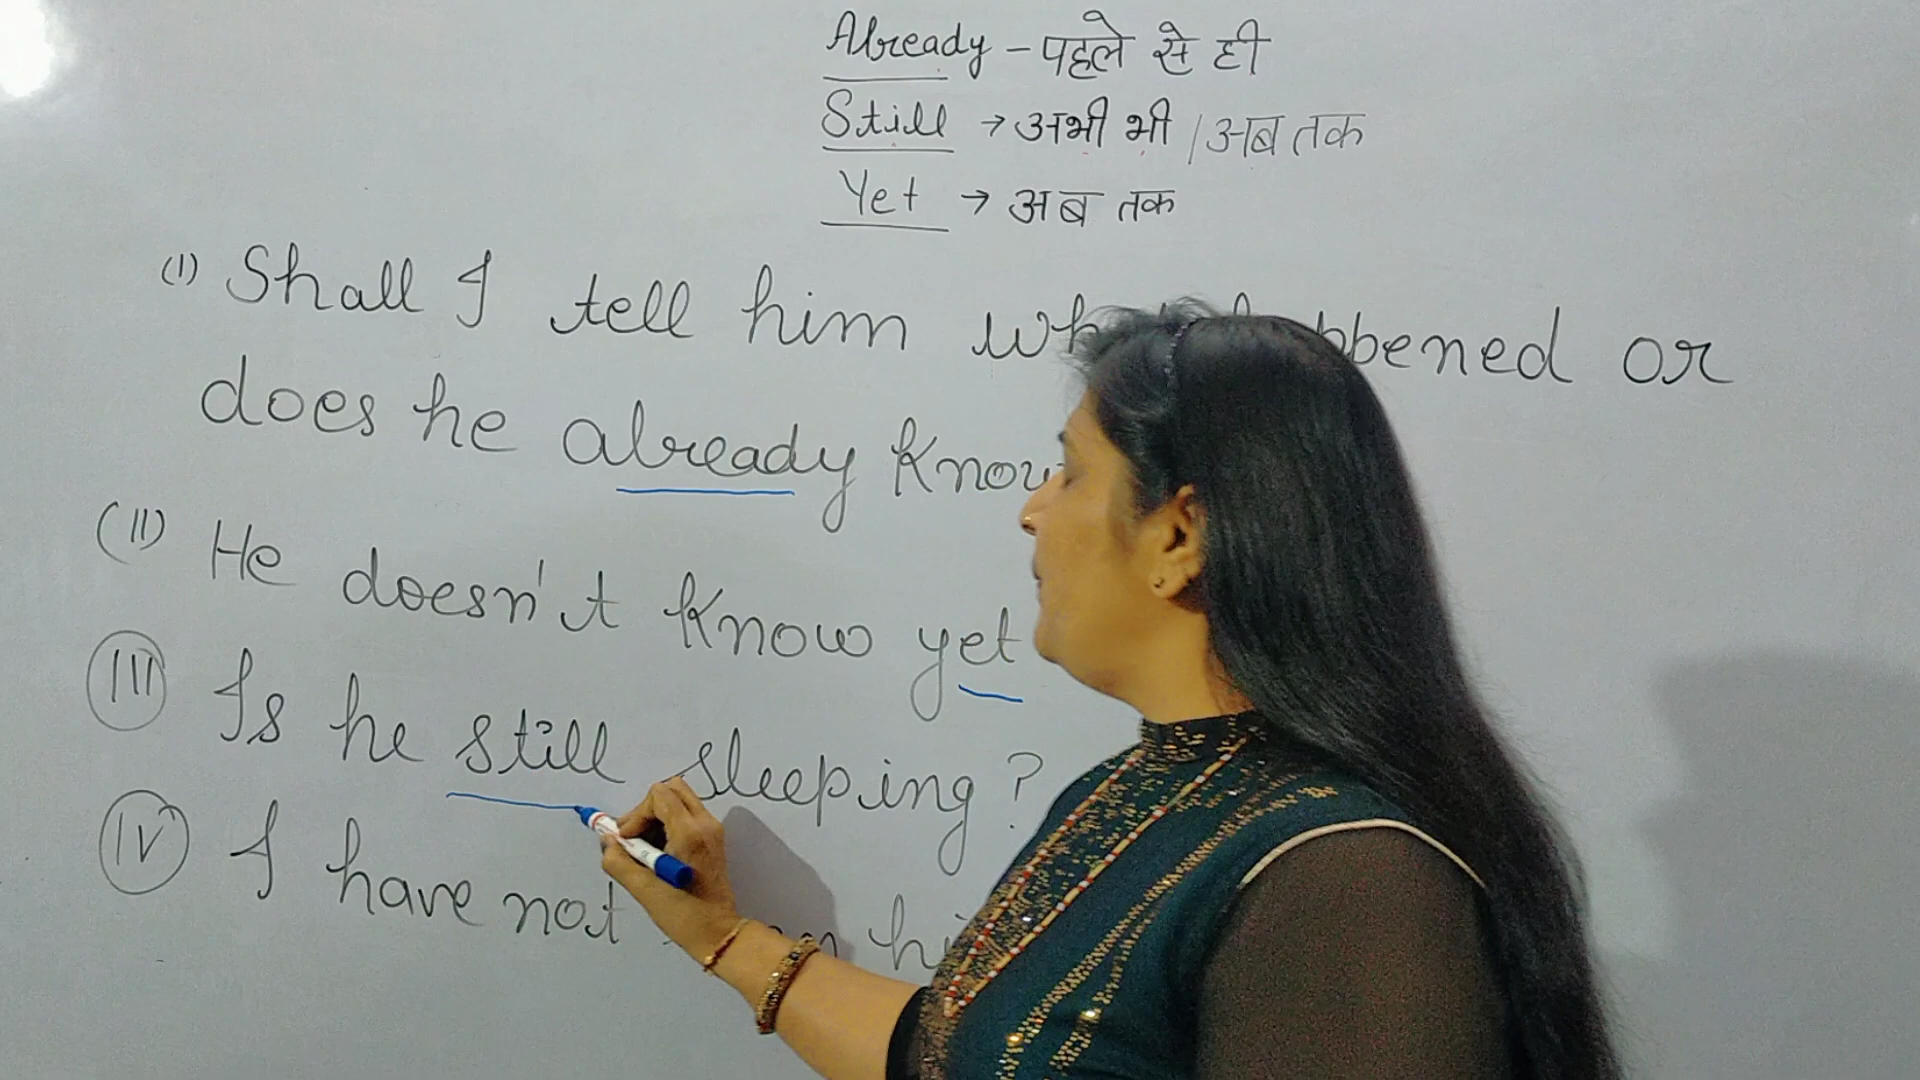 Already - पहले से ही
Still → अभी भी / अब तक
Yet → अब तक
(I) Shall I tell him happened or
does he already know
(II) He doesn't know yet
(III) Is he still sleeping?
(IV) I have not